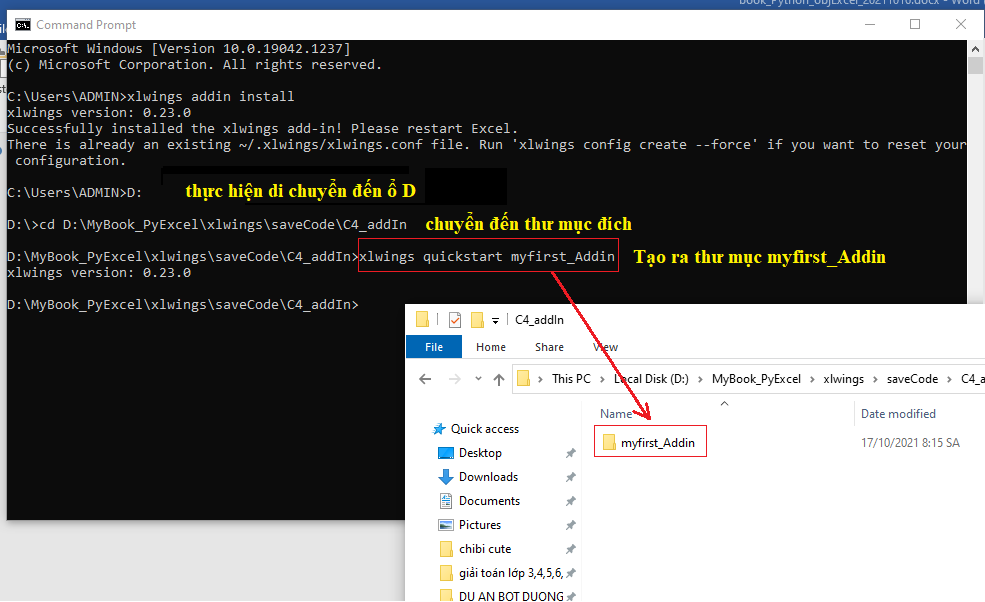 book_Python_objExcel_20211010.docx - Word
Command Prompt
Microsoft Windows [Version 10.0.19042.1237]
(c) Microsoft Corporation. All rights reserved.
C:\Users\ADMIN>xlwings addin install
xlwings version: 0.23.0
Successfully installed the xlwings add-in! Please restart Excel.
There is already an existing ~/.xlwings/xlwings.conf file. Run 'xlwings config create --force' if you want to reset your
configuration.
C:\Users\ADMIN>D: thực hiện di chuyển đến ổ D
D:\>cd D:\MyBook_PyExcel\xlwings\saveCode\C4_addIn chuyển đến thư mục đích
D:\MyBook_PyExcel\xlwings\saveCode\C4_addIn>xlwings quickstart myfirst_Addin Tạo ra thư mục myfirst_Addin
xlwings version: 0.23.0
D:\MyBook_PyExcel\xlwings\saveCode\C4_addIn>
C4_addIn
File Home Share View
This PC Local Disk (D:) MyBook_PyExcel xlwings saveCode C4_a
Name Date modified
Quick access
myfirst_Addin 17/10/2021 8:15 SA
Desktop
Downloads
Documents
Pictures
chibi cute
giải toán lớp 3,4,5,6,
DU AN BOT DUONG